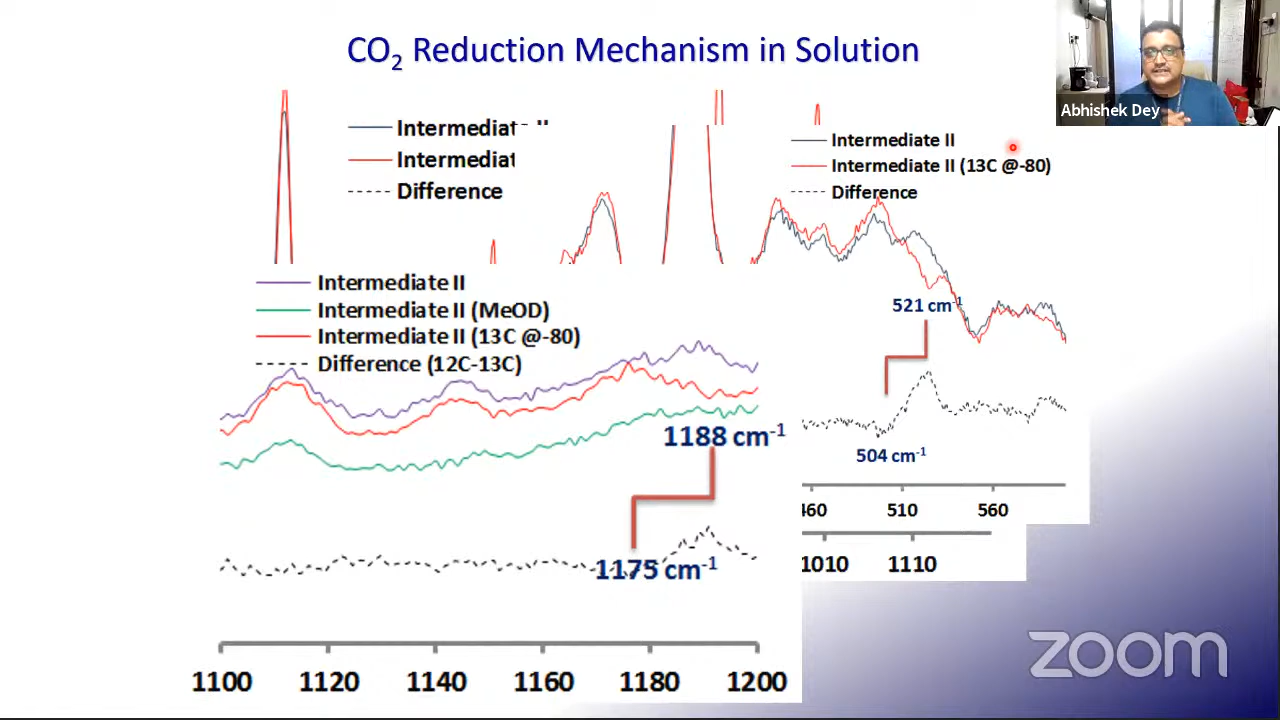 CO2 Reduction Mechanism in Solution
Abhishek Dey
Difference
Intermediate II
Intermediate II (13C @-80)
Difference
521 cm-1
504 cm-1
460 510 560
1010 1110
Intermediate II
Intermediate II (MeOD)
Intermediate II (13C @-80)
Difference (12C-13C)
1188 cm-1
1175 cm-1
1100 1120 1140 1160 1180 1200
zoom